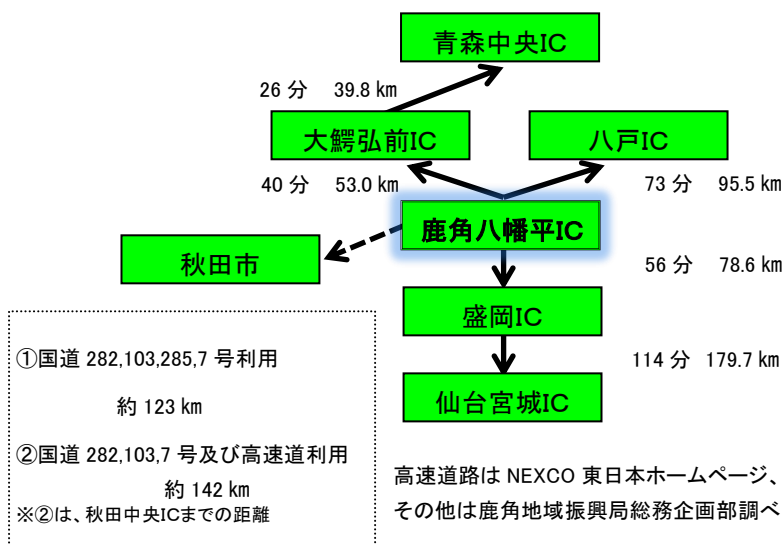 青森中央IC
26 分 39.8 km
大鰐弘前IC
八戸IC
40 分 53.0 km
73 分 95.5 km
鹿角八幡平IC
秋田市
56 分 78.6 km
盛岡IC
①国道 282,103,285,7 号利用
114 分 179.7 km
約 123 km
仙台宮城IC
②国道 282,103,7 号及び高速道利用
約 142 km
※②は、秋田中央ICまでの距離
高速道路は NEXCO 東日本ホームページ、
その他は鹿角地域振興局総務企画部調べ